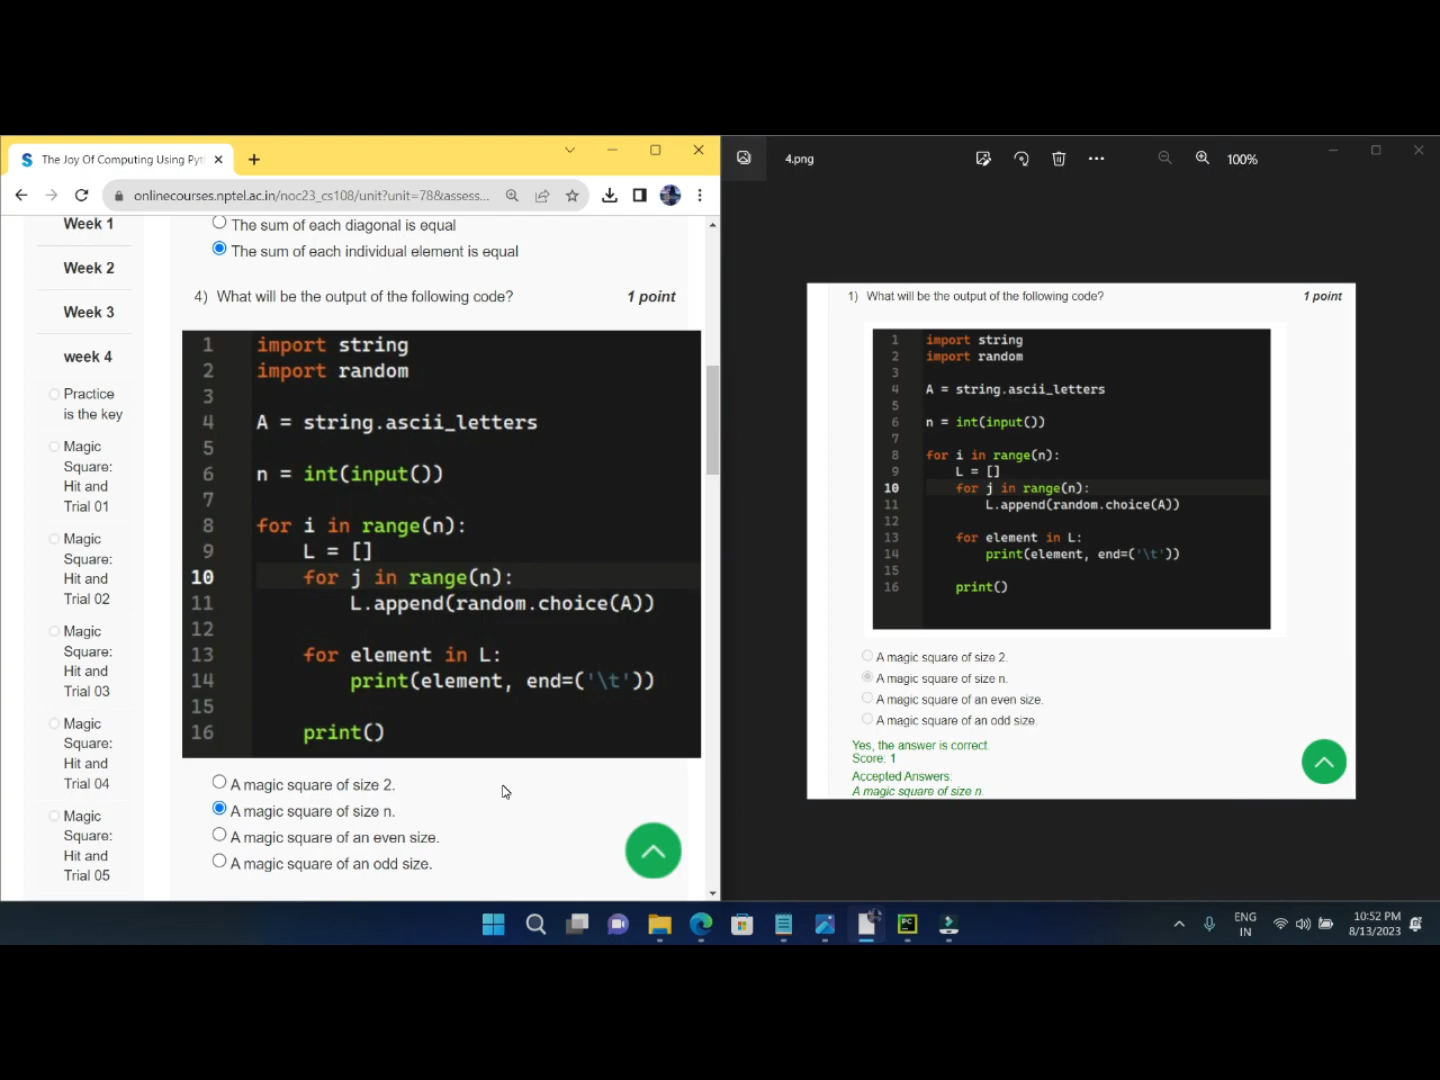 The Joy Of Computing Using Pyt
onlinecourses.nptel.ac.in/noc23_cs108/unit?unit=78&assess...
Week 1
Week 2
Week 3
week 4
Practice
is the key
Magic
Square:
Hit and
Trial 01
Magic
Square:
Hit and
Trial 02
Magic
Square:
Hit and
Trial 03
Magic
Square:
Hit and
Trial 04
Magic
Square:
Hit and
Trial 05
The sum of each diagonal is equal
The sum of each individual element is equal
4) What will be the output of the following code? 1 point
1 import string
2 import random
3
4 A = string.ascii_letters
5
6 n = int(input())
7
8 for i in range(n):
9 L = []
10 for j in range(n):
11 L.append(random.choice(A))
12
13 for element in L:
14 print(element, end=('\t'))
15
16 print()
A magic square of size 2.
A magic square of size n.
A magic square of an even size.
A magic square of an odd size.
4.png
100%
1) What will be the output of the following code? 1 point
1 import string
2 import random
3
4 A = string.ascii_letters
5
6 n = int(input())
7
8 for i in range(n):
9 L = []
10 for j in range(n):
11 L.append(random.choice(A))
12
13 for element in L:
14 print(element, end=('\t'))
15
16 print()
A magic square of size 2.
A magic square of size n.
A magic square of an even size.
A magic square of an odd size.
Yes, the answer is correct.
Score: 1
Accepted Answers:
A magic square of size n.
PC
ENG
IN
10:52 PM
8/13/2023